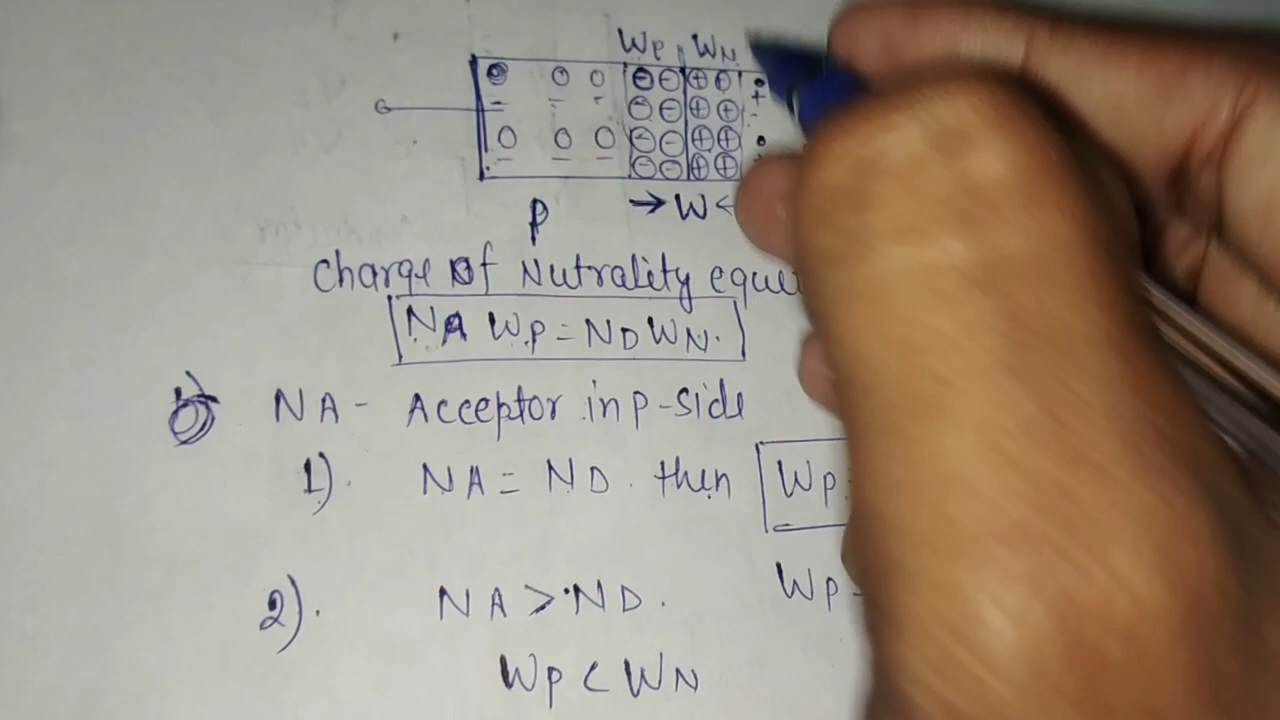 WP WN
P → W ←
Charge Of Nutrality
NA WP = ND WN.
NA - Acceptor in p-side
1). NA = ND. then WP
2). NA > ND. WP
WP < WN